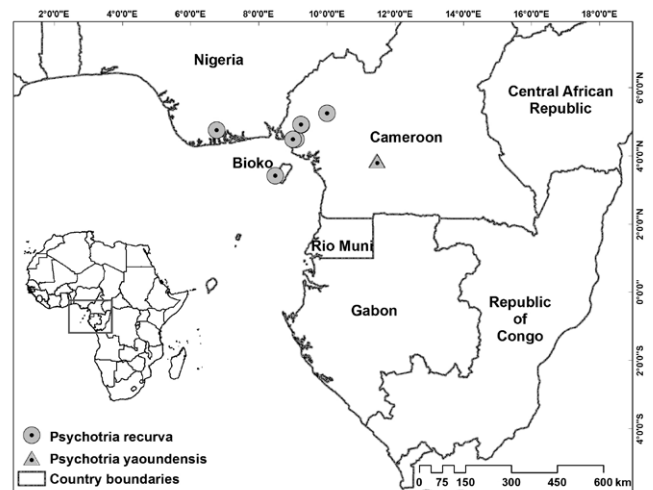 2°0'0"E 4°0'0"E 6°0'0"E 8°0'0"E 10°0'0"E 12°0'0"E 14°0'0"E 16°0'0"E 18°0'0"E
Nigeria
6°0'0"N
Central African
Republic
Cameroon
4°0'0"N
Bioko
2°0'0"N
Rio Muni
0°0'0"
Gabon
Republic
of
Congo
2°0'0"S
4°0'0"S
Psychotria recurva
Psychotria yaoundensis
Country boundaries
0 75 150 300 450 600 km